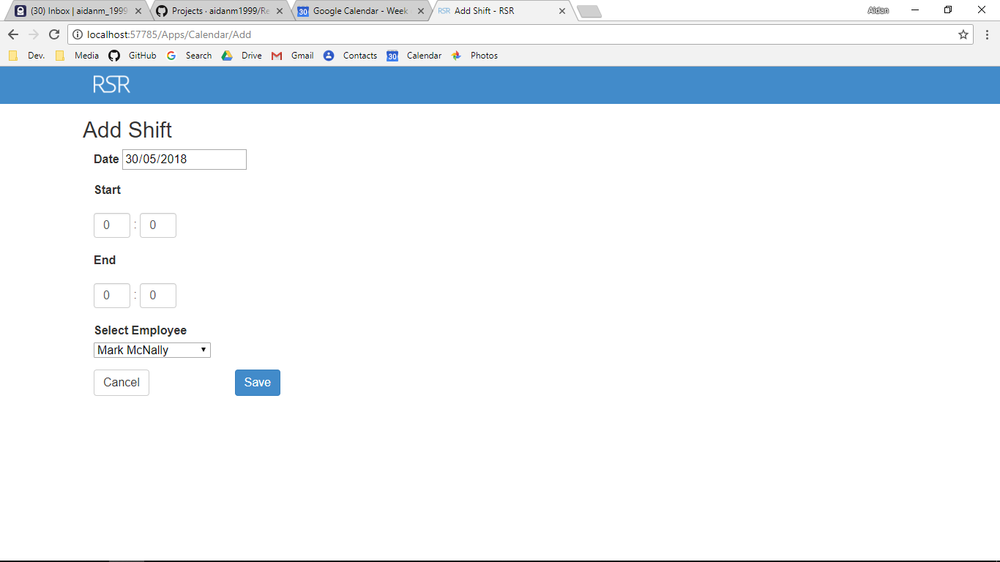 (30) Inbox | aidanm_1999 Projects · aidanm1999/Re Google Calendar - Week RSR Add Shift - RSR Aidan
localhost:57785/Apps/Calendar/Add
Dev. Media GitHub G Search Drive M Gmail Contacts 30 Calendar Photos
RSR
Add Shift
Date 30/05/2018
Start
0 : 0
End
0 : 0
Select Employee
Mark McNally
Cancel Save